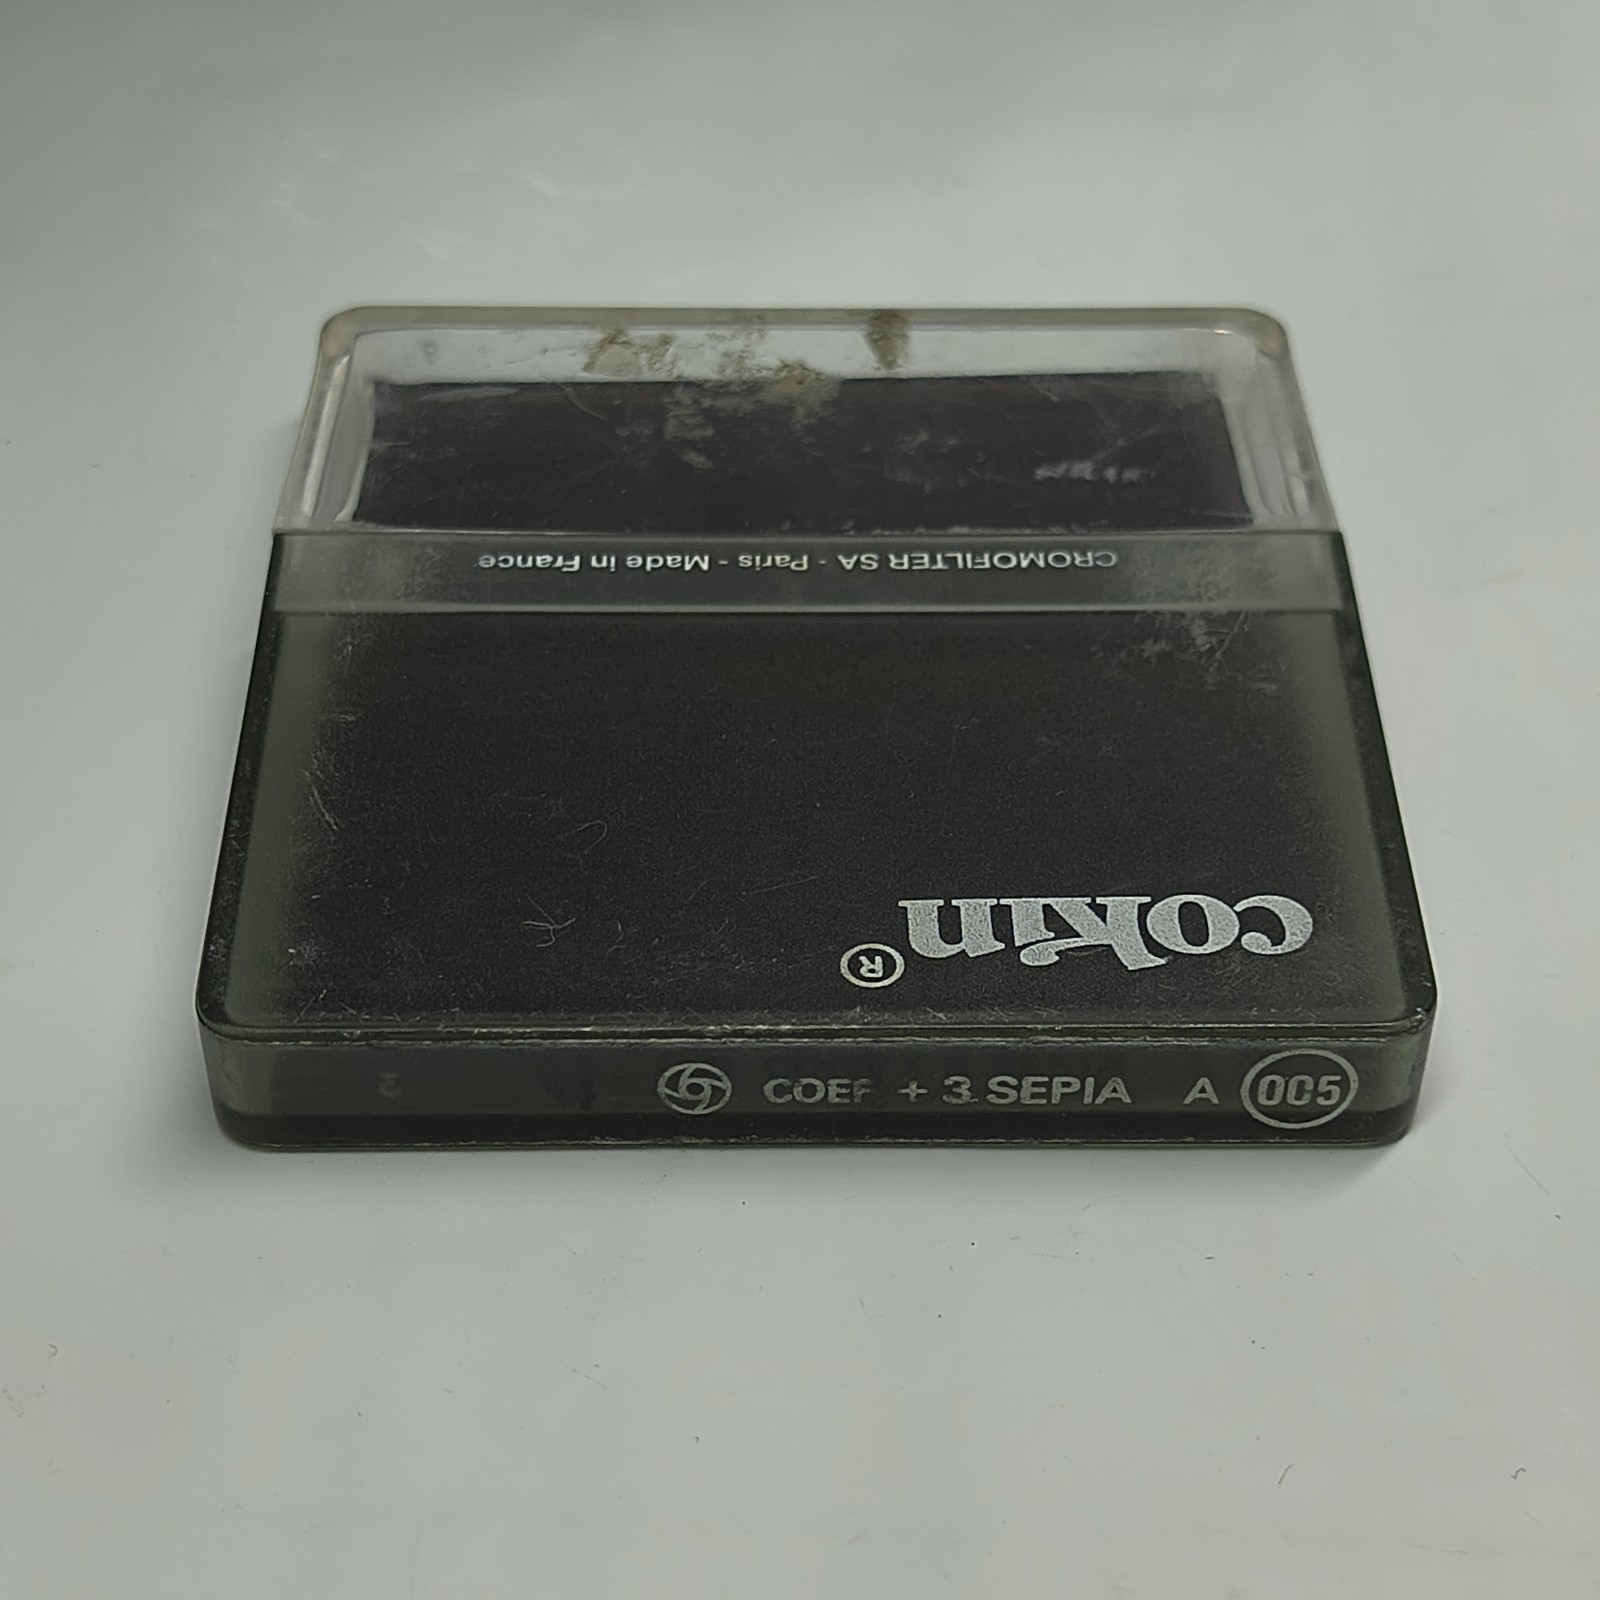 CROMOFILTER SA - Paris - Made in France
cokin®
COEF + 3 SEPIA A 005